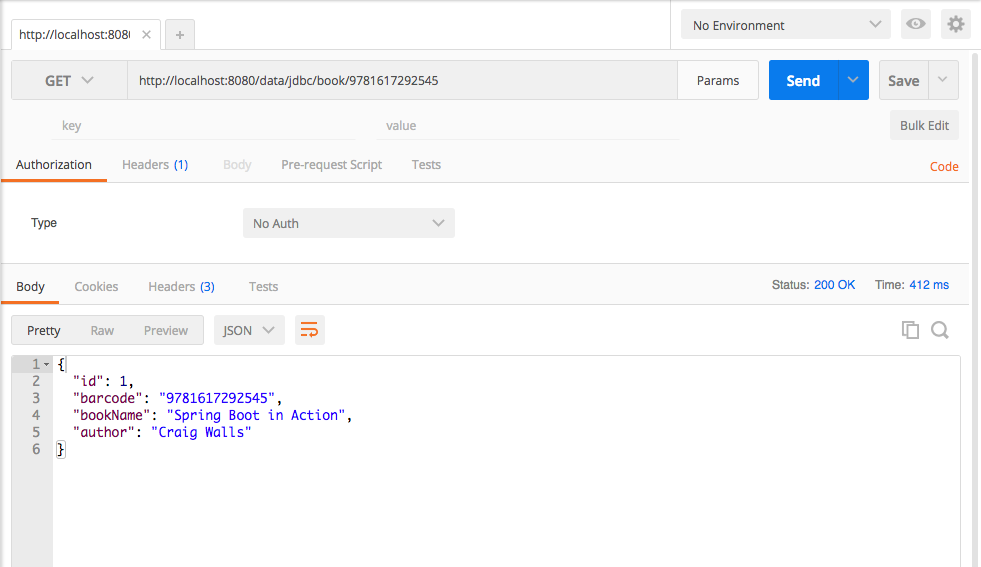 http://localhost:808
No Environment
GET
http://localhost:8080/data/jdbc/book/9781617292545
Params
Send
Save
key
value
Bulk Edit
Authorization
Headers (1)
Body
Pre-request Script
Tests
Code
Type
No Auth
Body
Cookies
Headers (3)
Tests
Status: 200 OK
Time: 412 ms
Pretty
Raw
Preview
JSON
1 {
2 "id": 1,
3 "barcode": "9781617292545",
4 "bookName": "Spring Boot in Action",
5 "author": "Craig Walls"
6 }